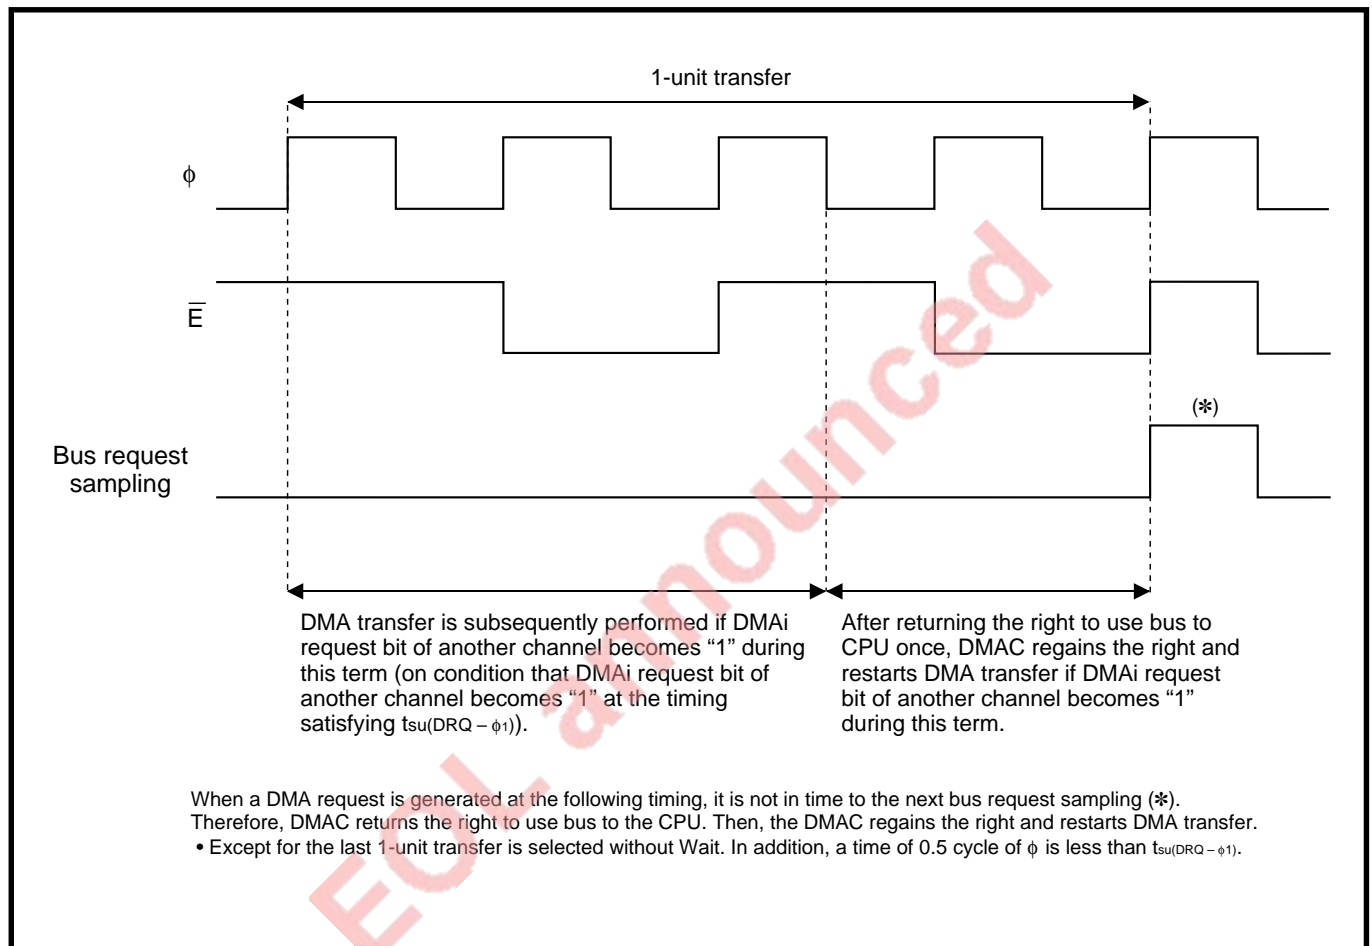 1-unit transfer
ϕ
E̅
(✽)
Bus request
sampling
DMA transfer is subsequently performed if DMAi
request bit of another channel becomes “1” during
this term (on condition that DMAi request bit of
another channel becomes “1” at the timing
satisfying tsu(DRQ – ϕ1)).
After returning the right to use bus to
CPU once, DMAC regains the right and
restarts DMA transfer if DMAi request
bit of another channel becomes “1”
during this term.
When a DMA request is generated at the following timing, it is not in time to the next bus request sampling (✽).
Therefore, DMAC returns the right to use bus to the CPU. Then, the DMAC regains the right and restarts DMA transfer.
• Except for the last 1-unit transfer is selected without Wait. In addition, a time of 0.5 cycle of ϕ is less than tsu(DRQ – ϕ1).
EOL announced